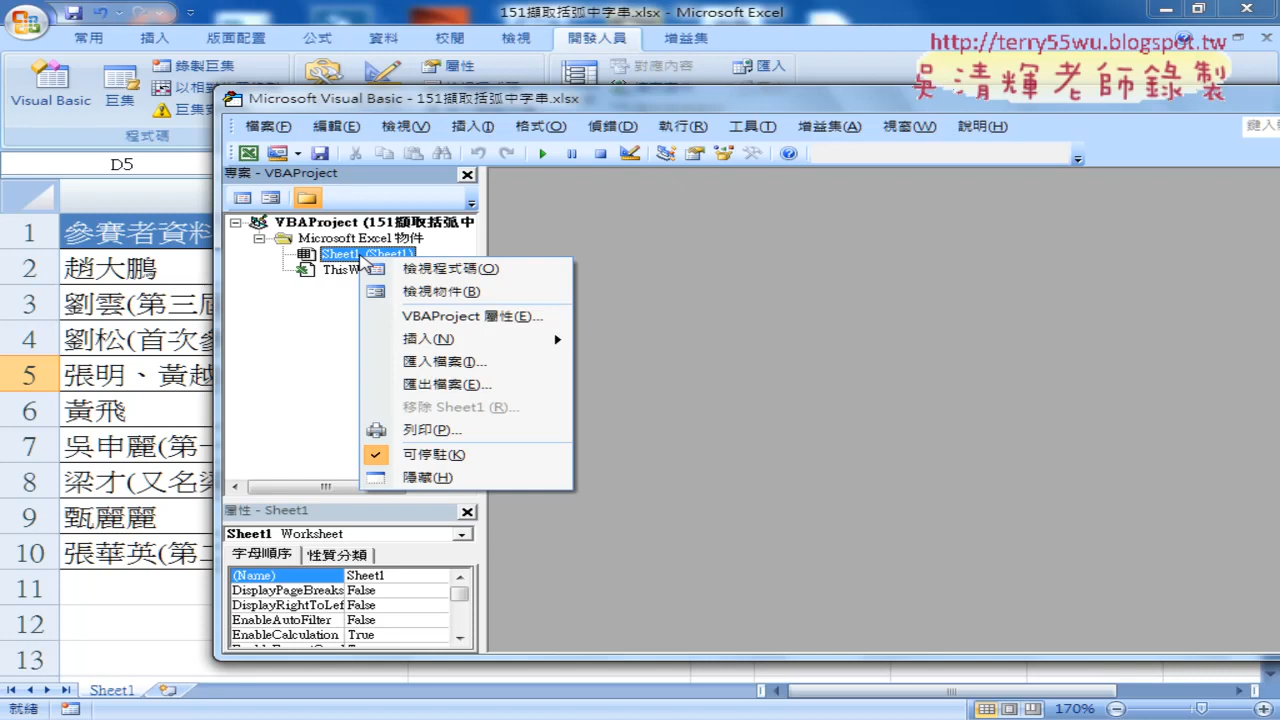 151擷取括弧中字串.xlsx - Microsoft Excel
常用 插入 版面配置 公式 資料 校閱 檢視 開發人員 增益集
http://terry55wu.blogspot.tw
吳清輝老師錄製
Visual Basic 巨集 錄製巨集 屬性 對應內容 匯入
程式碼
D5
Microsoft Visual Basic - 151擷取括弧中字串.xlsx
檔案(F) 編輯(E) 檢視(V) 插入(I) 格式(O) 偵錯(D) 執行(R) 工具(T) 增益集(A) 視窗(W) 說明(H)
鍵入
專案 - VBAProject
VBAProject (151擷取括弧中
Microsoft Excel 物件
Sheet1 (Sheet1)
ThisW
檢視程式碼(O)
檢視物件(B)
VBAProject 屬性(E)...
插入(N)
匯入檔案(I)...
匯出檔案(E)...
移除 Sheet1 (R)...
列印(P)...
可停駐(K)
隱藏(H)
屬性 - Sheet1
Sheet1 Worksheet
字母順序 性質分類
(Name) Sheet1
DisplayPageBreaks False
DisplayRightToLef False
EnableAutoFilter False
EnableCalculation True
1 參賽者資料
2 趙大鵬
3 劉雲(第三屆
4 劉松(首次參
5 張明、黃越
6 黃飛
7 吳申麗(第一
8 梁才(又名梁
9 甄麗麗
10 張華英(第二
11
12
13
Sheet1
就緒
170%